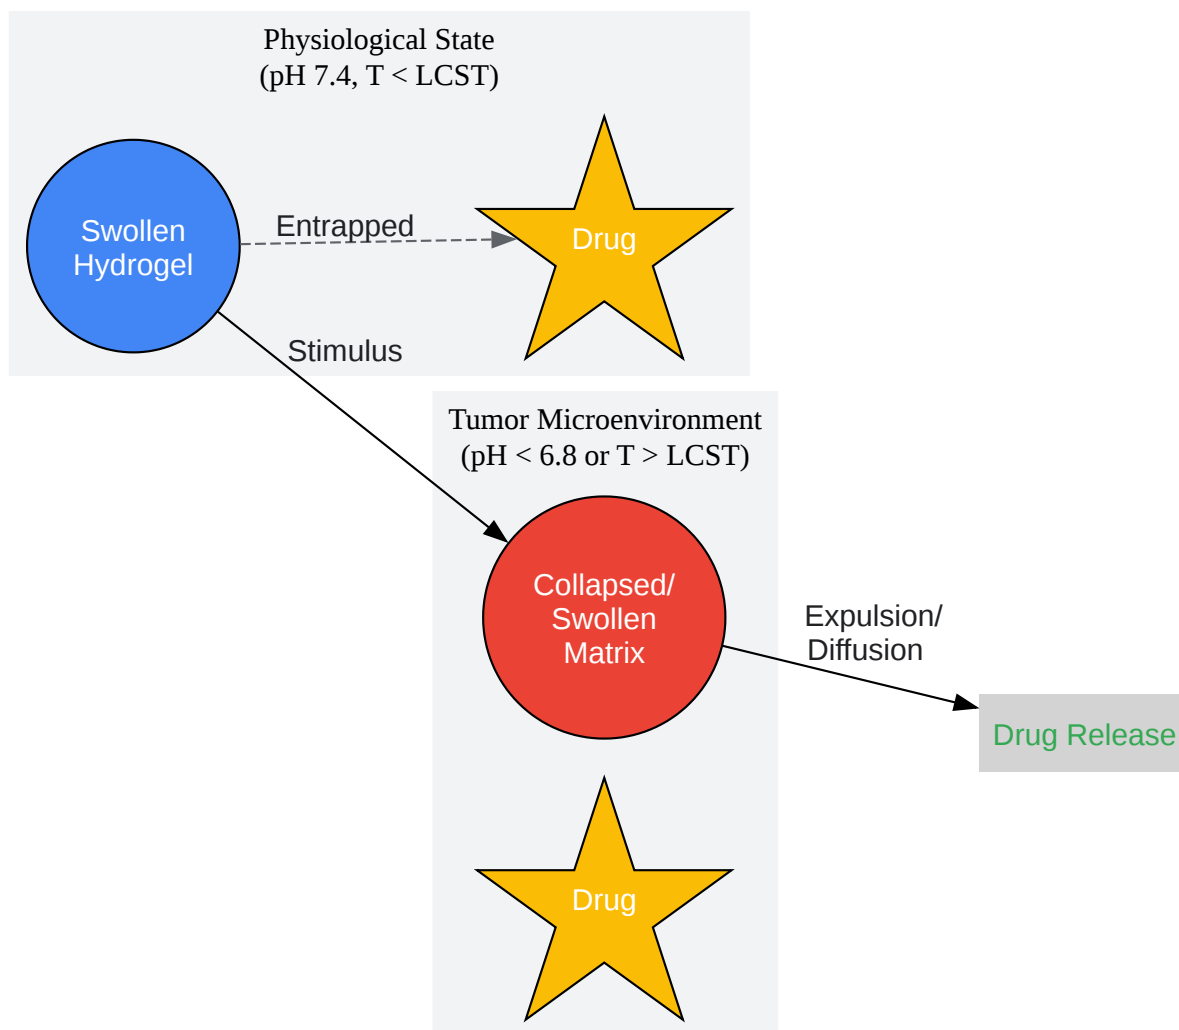 Physiological State
(pH 7.4, T < LCST)
Swollen
Hydrogel
Entrapped
Drug
Stimulus
Tumor Microenvironment
(pH < 6.8 or T > LCST)
Collapsed/
Swollen
Matrix
Expulsion/
Diffusion
Drug Release
Drug